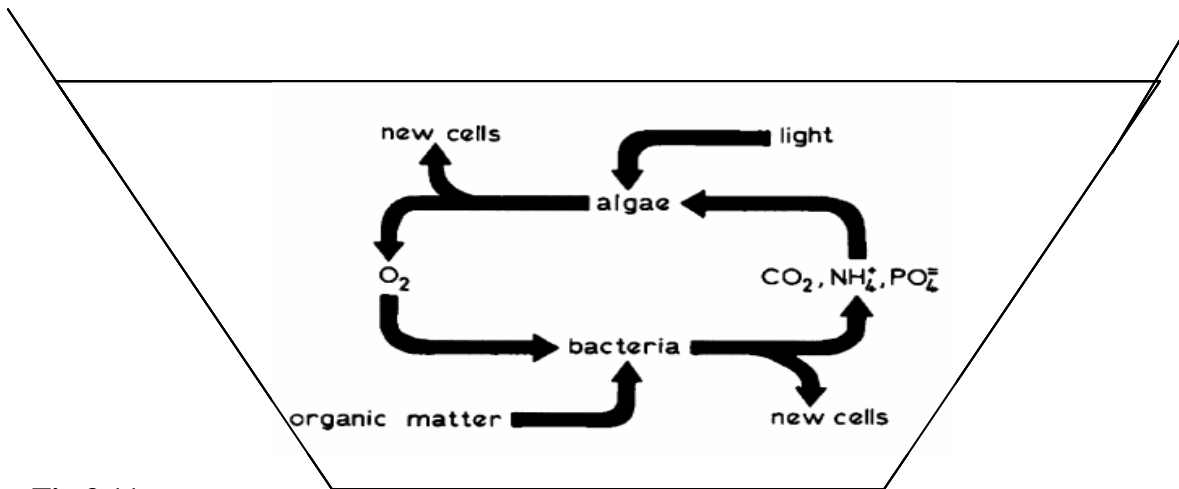 new cells
light
algae
O₂
CO₂, NH₄⁺, PO₄⁼
bacteria
organic matter
new cells